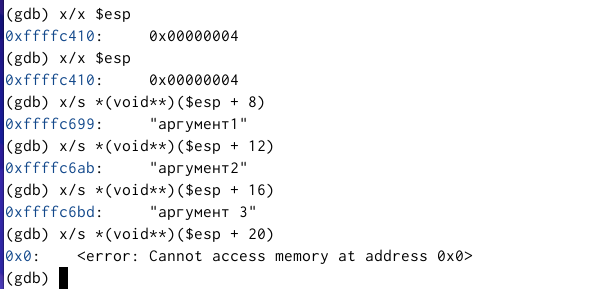 (gdb) x/x $esp
0xffffc410:     0x00000004
(gdb) x/x $esp
0xffffc410:     0x00000004
(gdb) x/s *(void**)($esp + 8)
0xffffc699:     "аргумент1"
(gdb) x/s *(void**)($esp + 12)
0xffffc6ab:     "аргумент2"
(gdb) x/s *(void**)($esp + 16)
0xffffc6bd:     "аргумент 3"
(gdb) x/s *(void**)($esp + 20)
0x0:    <error: Cannot access memory at address 0x0>
(gdb)